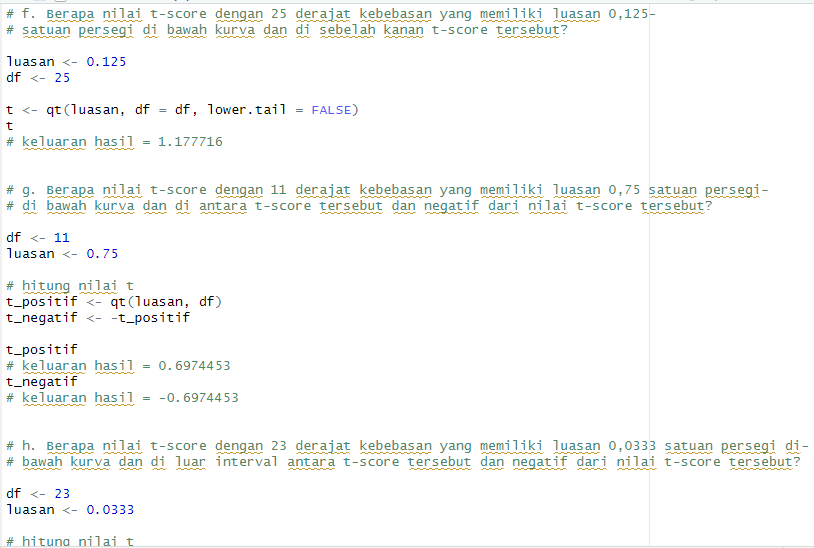 # f. Berapa nilai t-score dengan 25 derajat kebebasan yang memiliki luasan 0,125-
# satuan persegi di bawah kurva dan di sebelah kanan t-score tersebut?
luasan <- 0.125
df <- 25
t <- qt(luasan, df = df, lower.tail = FALSE)
t
# keluaran hasil = 1.177716
# g. Berapa nilai t-score dengan 11 derajat kebebasan yang memiliki luasan 0,75 satuan persegi-
# di bawah kurva dan di antara t-score tersebut dan negatif dari nilai t-score tersebut?
df <- 11
luasan <- 0.75
# hitung nilai t
t_positif <- qt(luasan, df)
t_negatif <- -t_positif
t_positif
# keluaran hasil = 0.6974453
t_negatif
# keluaran hasil = -0.6974453
# h. Berapa nilai t-score dengan 23 derajat kebebasan yang memiliki luasan 0,0333 satuan persegi di-
# bawah kurva dan di luar interval antara t-score tersebut dan negatif dari nilai t-score tersebut?
df <- 23
luasan <- 0.0333
# hitung nilai t